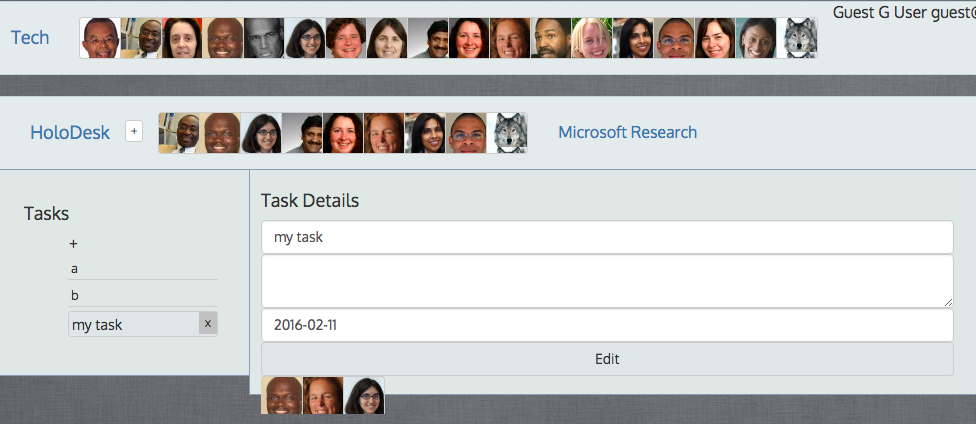 Guest G User guest@
Tech
HoloDesk + Microsoft Research
Tasks
+
a
b
my task x
Task Details
my task
2016-02-11
Edit